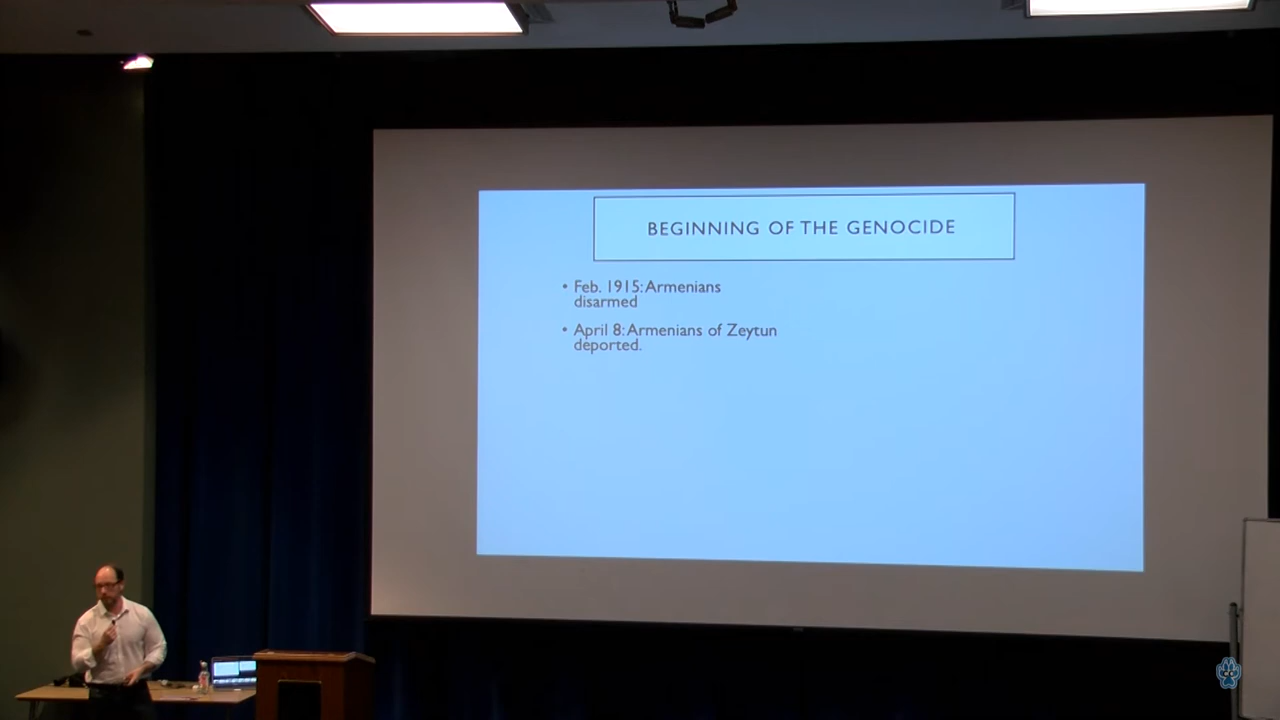 BEGINNING OF THE GENOCIDE
• Feb. 1915: Armenians
disarmed
• April 8: Armenians of Zeytun
deported.